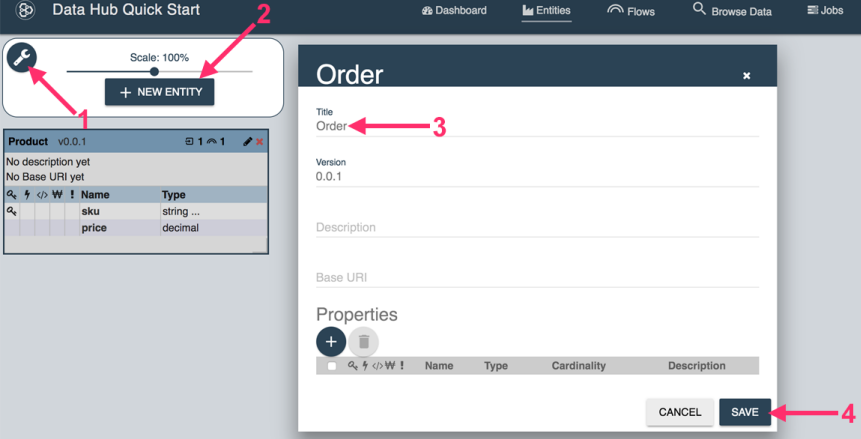 Data Hub Quick Start
Dashboard
Entities
Flows
Browse Data
Jobs
2
Scale: 100%
+ NEW ENTITY
1
Product v0.0.1 1 1
No description yet
No Base URI yet
! Name Type
sku string ...
price decimal
Order
Title
Order
3
Version
0.0.1
Description
Base URI
Properties
! Name Type Cardinality Description
CANCEL
SAVE
4